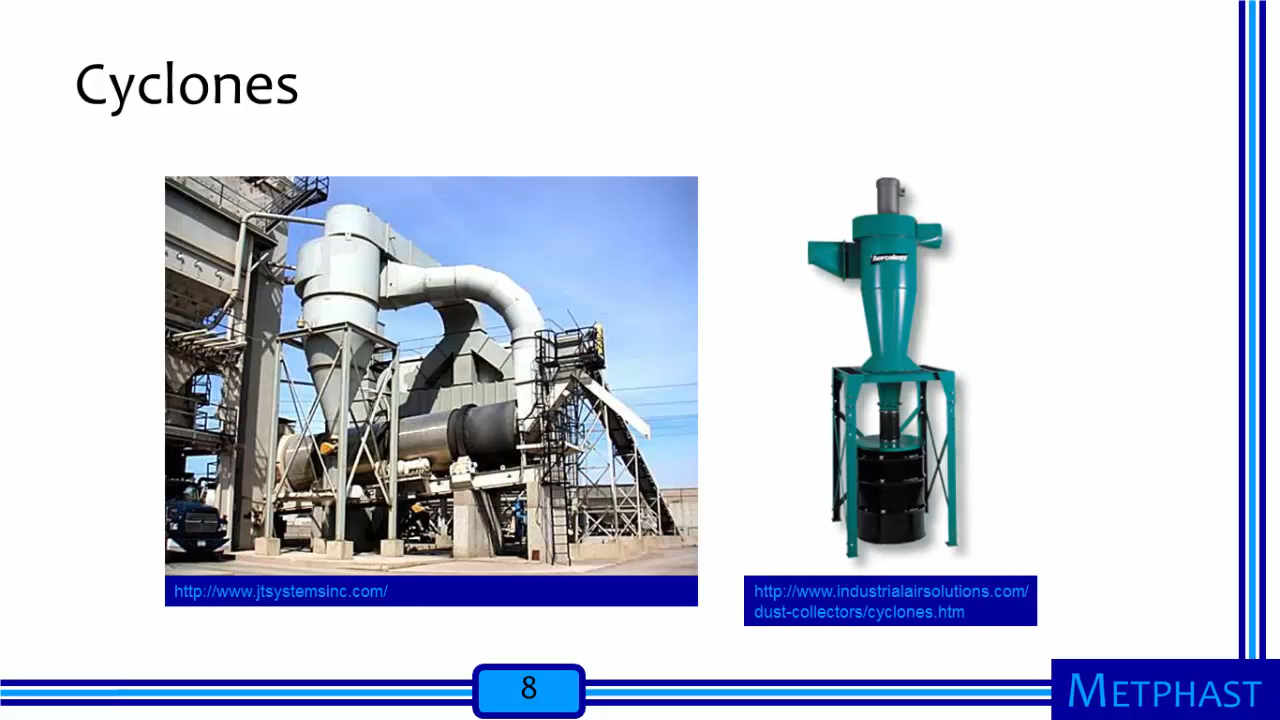 Cyclones
http://www.jtsystemsinc.com/
http://www.industrialairsolutions.com/
dust-collectors/cyclones.htm
8
METPHAST